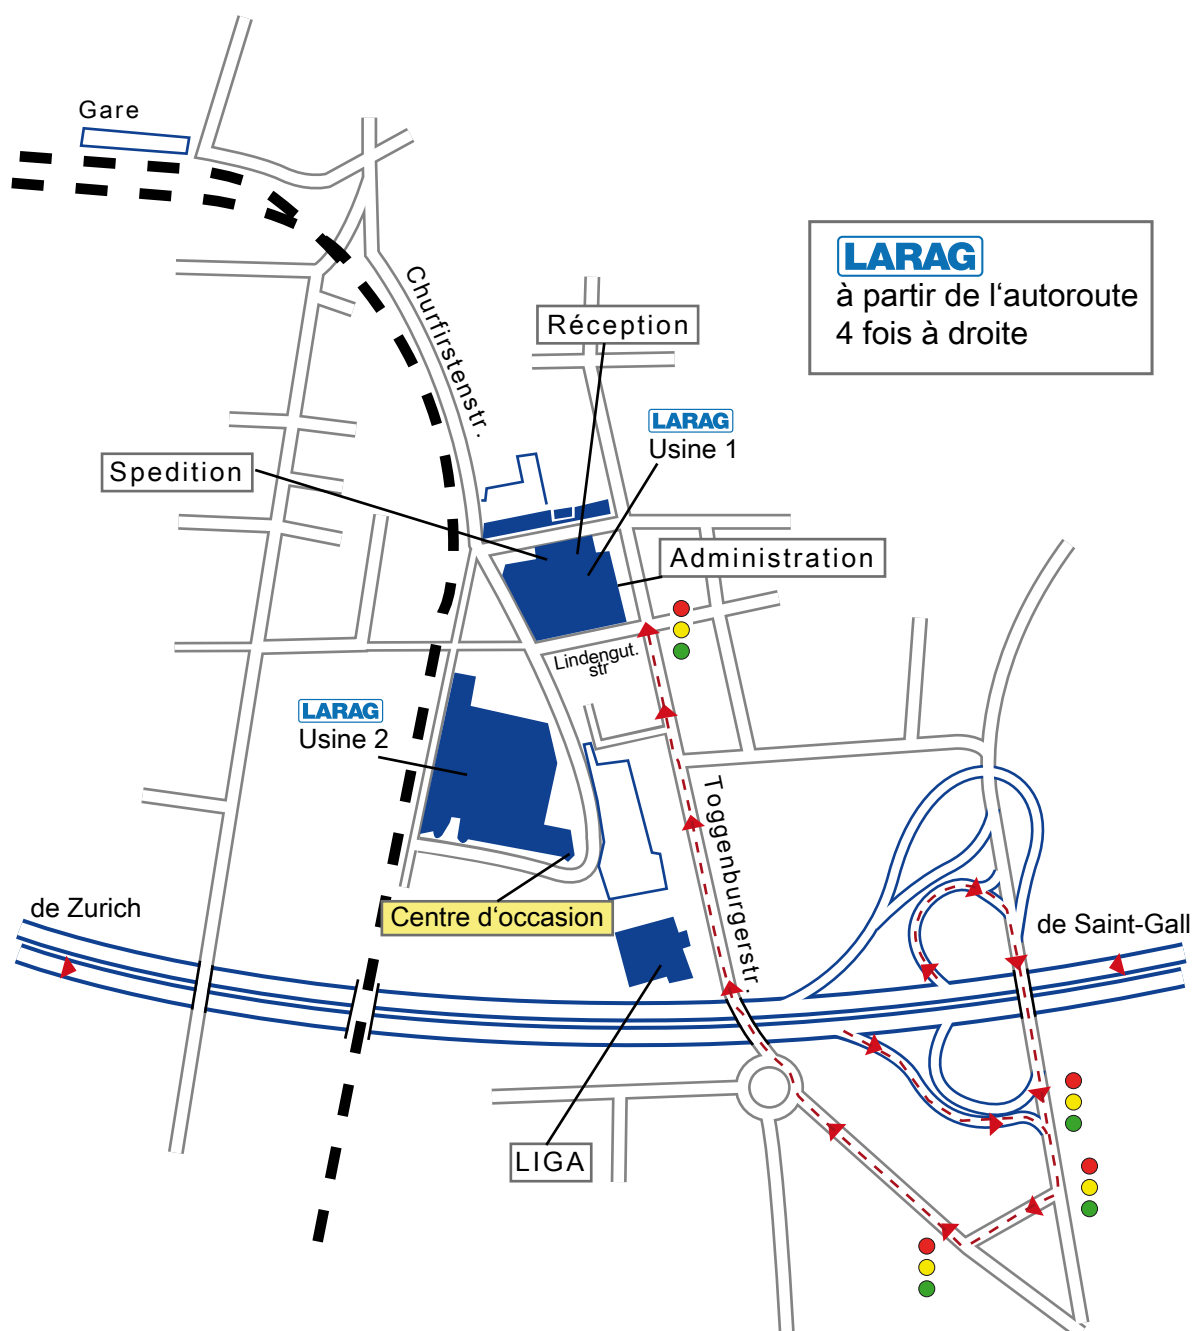 Gare
LARAG
à partir de l‘autoroute
4 fois à droite
Churfirstenstr.
Réception
LARAG
Usine 1
Spedition
Administration
Lindengut.
str
LARAG
Usine 2
Toggenburgerstr.
Centre d‘occasion
de Zurich
de Saint-Gall
LIGA